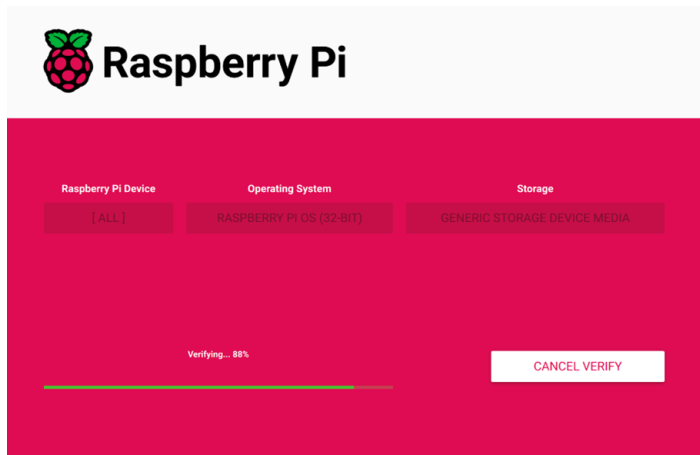 Raspberry Pi
Raspberry Pi Device
Operating System
Storage
[ ALL ]
RASPBERRY PI OS (32-BIT)
GENERIC STORAGE DEVICE MEDIA
Verifying... 88%
CANCEL VERIFY